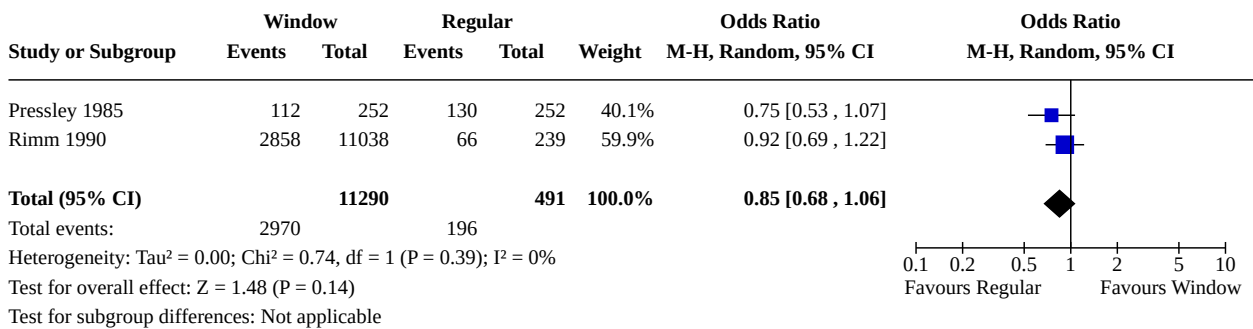 Window Regular Odds Ratio Odds Ratio
Study or Subgroup Events Total Events Total Weight M-H, Random, 95% CI M-H, Random, 95% CI
Pressley 1985 112 252 130 252 40.1% 0.75 [0.53 , 1.07]
Rimm 1990 2858 11038 66 239 59.9% 0.92 [0.69 , 1.22]
Total (95% CI) 11290 491 100.0% 0.85 [0.68 , 1.06]
Total events: 2970 196
Heterogeneity: Tau² = 0.00; Chi² = 0.74, df = 1 (P = 0.39); I² = 0%
0.1 0.2 0.5 1 2 5 10
Test for overall effect: Z = 1.48 (P = 0.14) Favours Regular Favours Window
Test for subgroup differences: Not applicable